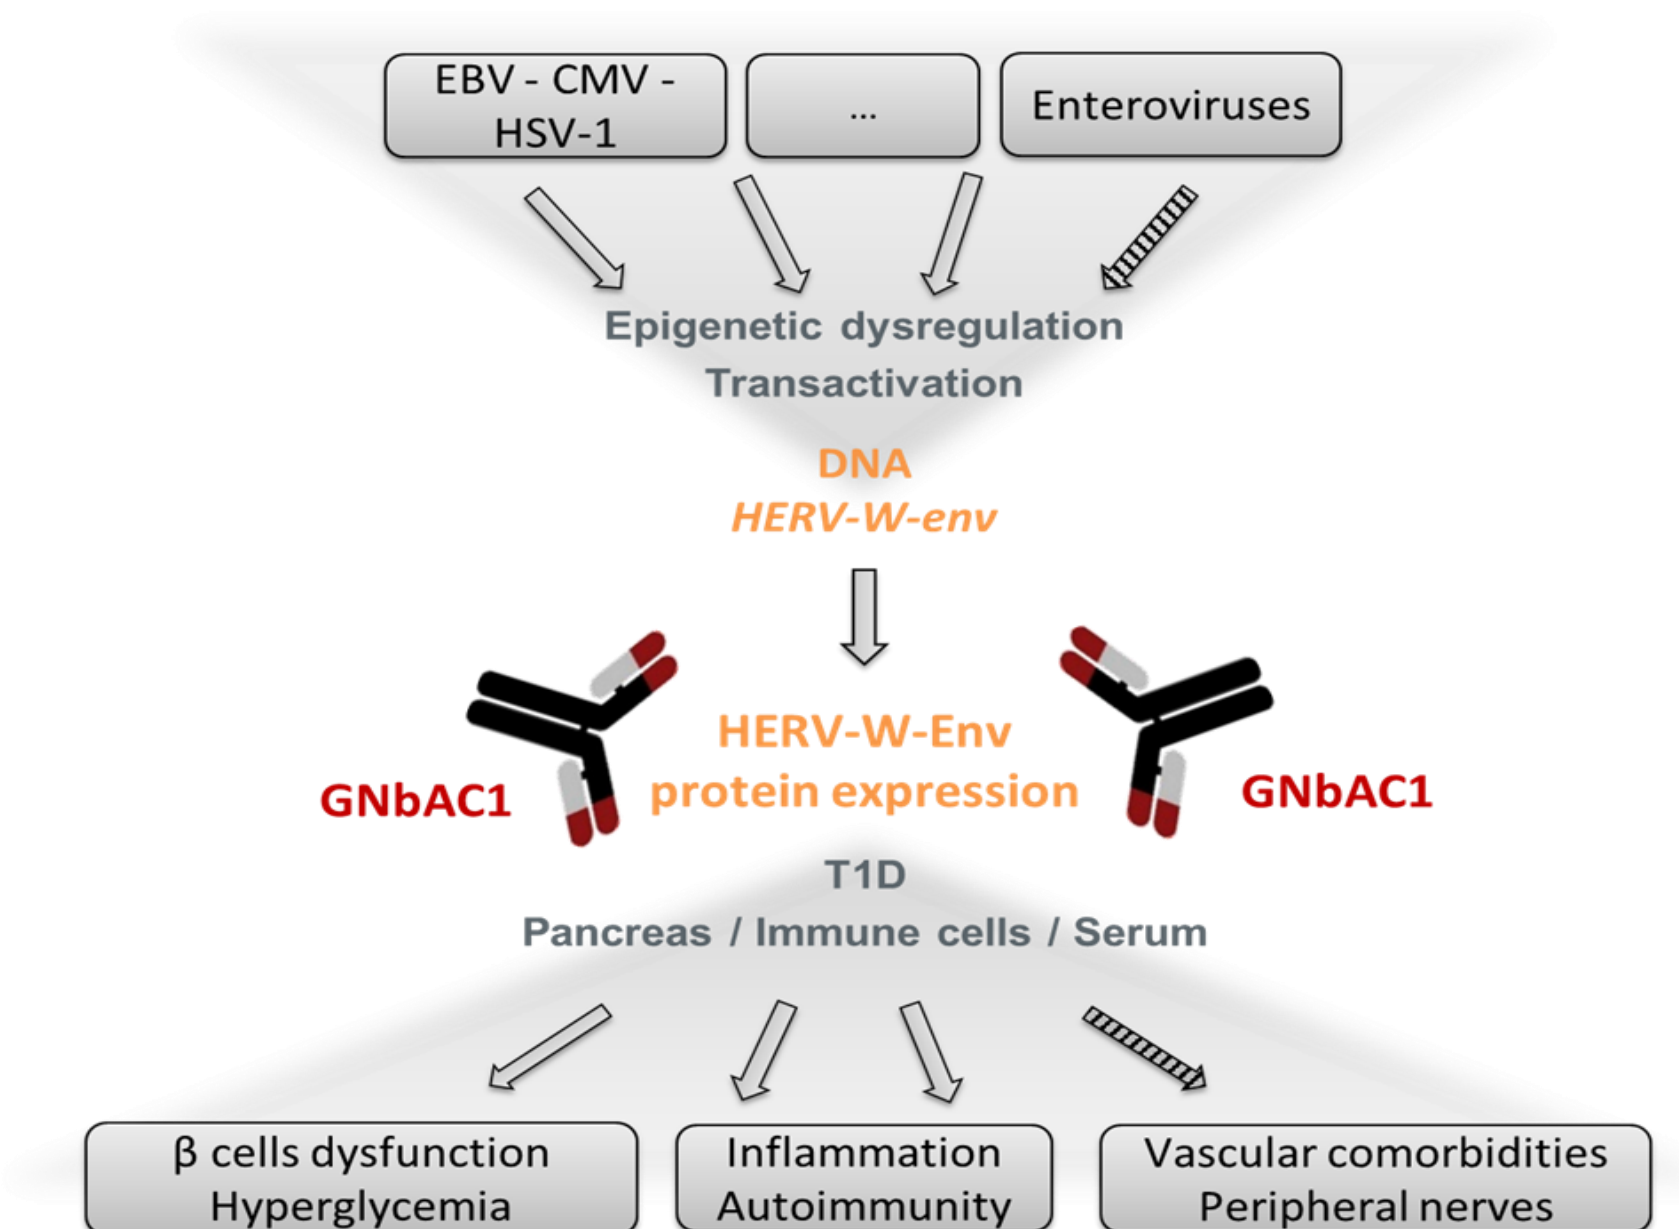 EBV - CMV -
HSV-1
...
Enteroviruses
Epigenetic dysregulation
Transactivation
DNA
HERV-W-env
HERV-W-Env
protein expression
GNbAC1
GNbAC1
T1D
Pancreas / Immune cells / Serum
β cells dysfunction
Hyperglycemia
Inflammation
Autoimmunity
Vascular comorbidities
Peripheral nerves